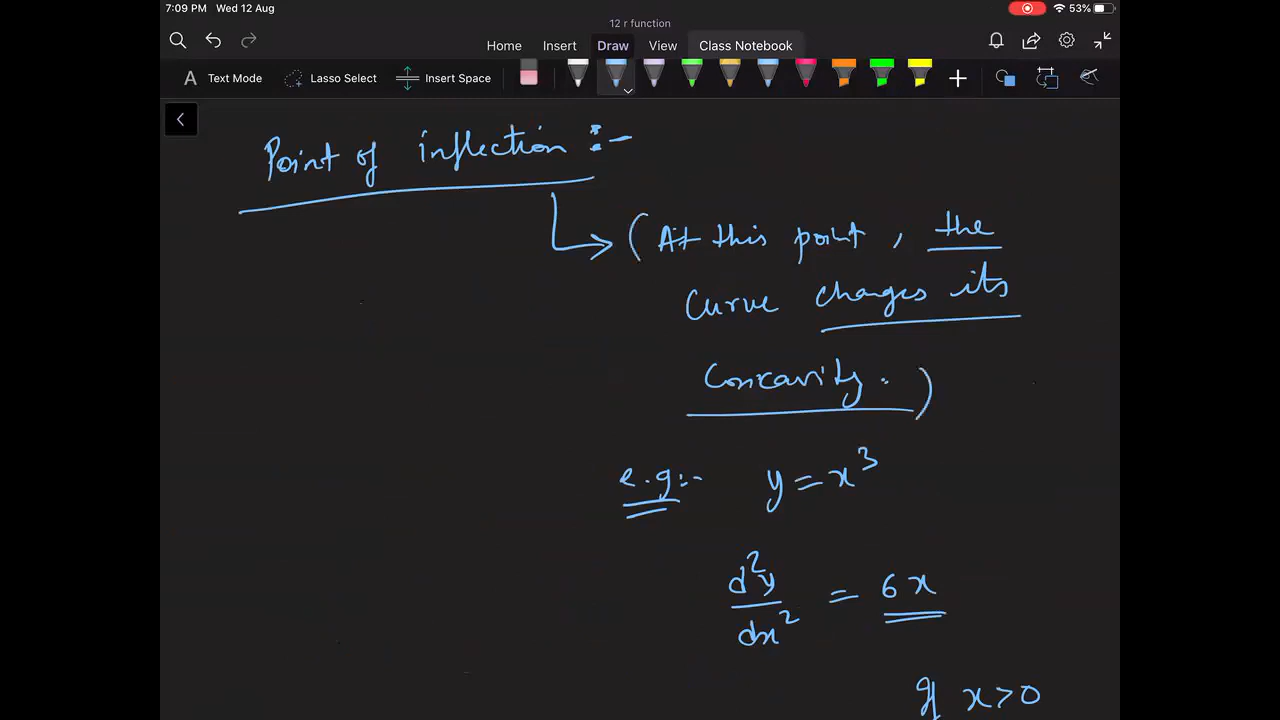 7:09 PM Wed 12 Aug
53%
12 r function
Home Insert Draw View Class Notebook
A Text Mode Lasso Select Insert Space
Point of inflection :-
(At this point, the
curve changes its
concavity.)
e.g:- y = x³
d²y/dx² = 6x
If x > 0